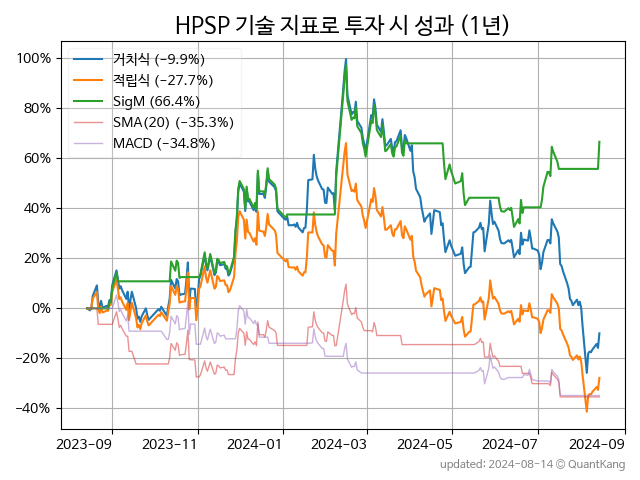 HPSP 기술 지표로 투자 시 성과 (1년)
거치식 (−9.9%)
적립식 (−27.7%)
SigM (66.4%)
SMA(20) (−35.3%)
MACD (−34.8%)
100%
80%
60%
40%
20%
0%
−20%
−40%
2023-09 2023-11 2024-01 2024-03 2024-05 2024-07 2024-09
updated: 2024-08-14 © QuantKang